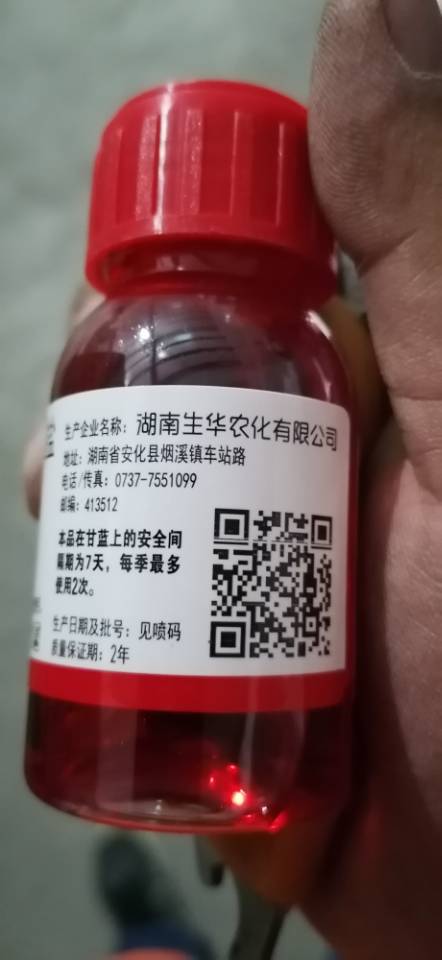 生产企业名称：湖南生华农化有限公司
地址：湖南省安化县烟溪镇车站路
电话/传真：0737-7551099
邮编：413512
本品在甘蓝上的安全间
隔期为7天，每季最多
使用2次。
生产日期及批号：见喷码
质量保证期：2年